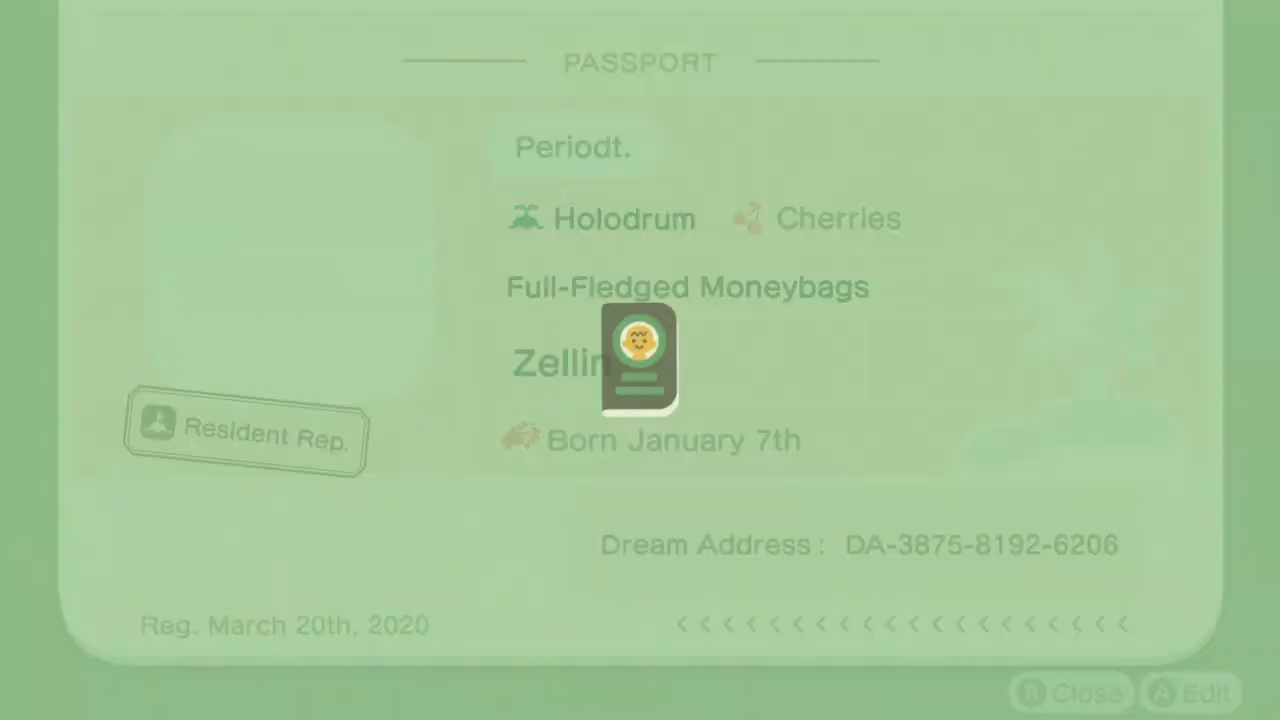 PASSPORT
Periodt.
Holodrum Cherries
Full-Fledged Moneybags
Zellin
Born January 7th
Resident Rep.
Dream Address : DA-3875-8192-6206
Reg. March 20th, 2020 < < < < < < < < < < < < < < < < < < < <
B Close A Edit